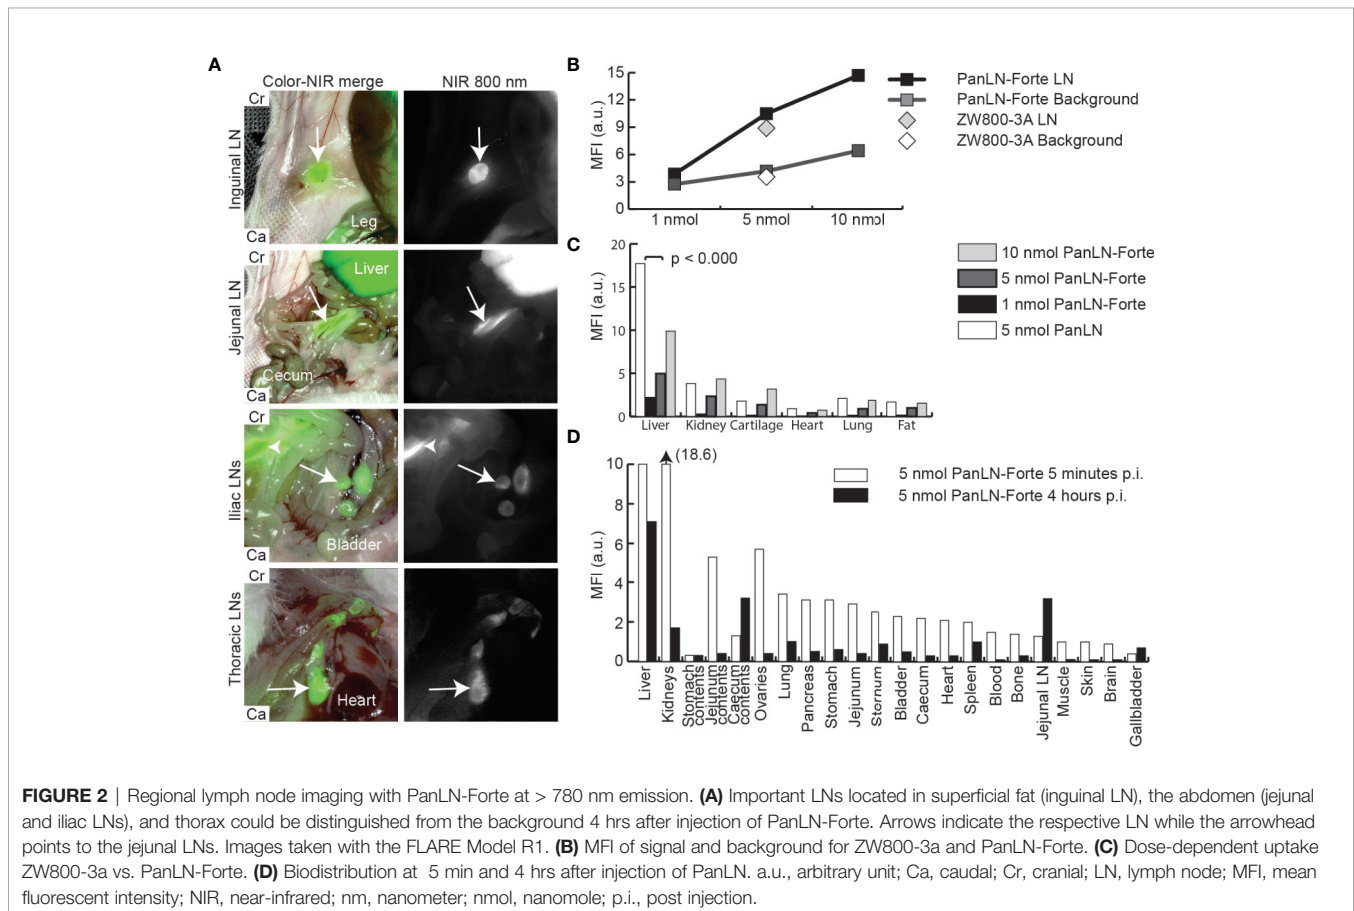 A
Color-NIR merge
NIR 800 nm
Inguinal LN
Cr
Leg
Ca
Jejunal LN
Cr
Liver
Cecum
Ca
Iliac LNs
Cr
Bladder
Ca
Thoracic LNs
Cr
Heart
Ca
B
MFI (a.u.)
15
12
9
6
3
0
1 nmol
5 nmol
10 nmol
PanLN-Forte LN
PanLN-Forte Background
ZW800-3A LN
ZW800-3A Background
C
MFI (a.u.)
20
15
10
5
0
p < 0.000
Liver
Kidney
Cartilage
Heart
Lung
Fat
10 nmol PanLN-Forte
5 nmol PanLN-Forte
1 nmol PanLN-Forte
5 nmol PanLN
D
MFI (a.u.)
10
8
6
4
2
0
(18.6)
5 nmol PanLN-Forte 5 minutes p.i.
5 nmol PanLN-Forte 4 hours p.i.
Liver
Kidneys
Stomach
contents
Jejunum
contents
Caecum
contents
Ovaries
Lung
Pancreas
Stomach
Jejunum
Sternum
Bladder
Caecum
Heart
Spleen
Blood
Bone
Jejunal LN
Muscle
Skin
Brain
Gallbladder
FIGURE 2 | Regional lymph node imaging with PanLN-Forte at > 780 nm emission. (A) Important LNs located in superficial fat (inguinal LN), the abdomen (jejunal
and iliac LNs), and thorax could be distinguished from the background 4 hrs after injection of PanLN-Forte. Arrows indicate the respective LN while the arrowhead
points to the jejunal LNs. Images taken with the FLARE Model R1. (B) MFI of signal and background for ZW800-3a and PanLN-Forte. (C) Dose-dependent uptake
ZW800-3a vs. PanLN-Forte. (D) Biodistribution at 5 min and 4 hrs after injection of PanLN. a.u., arbitrary unit; Ca, caudal; Cr, cranial; LN, lymph node; MFI, mean
fluorescent intensity; NIR, near-infrared; nm, nanometer; nmol, nanomole; p.i., post injection.